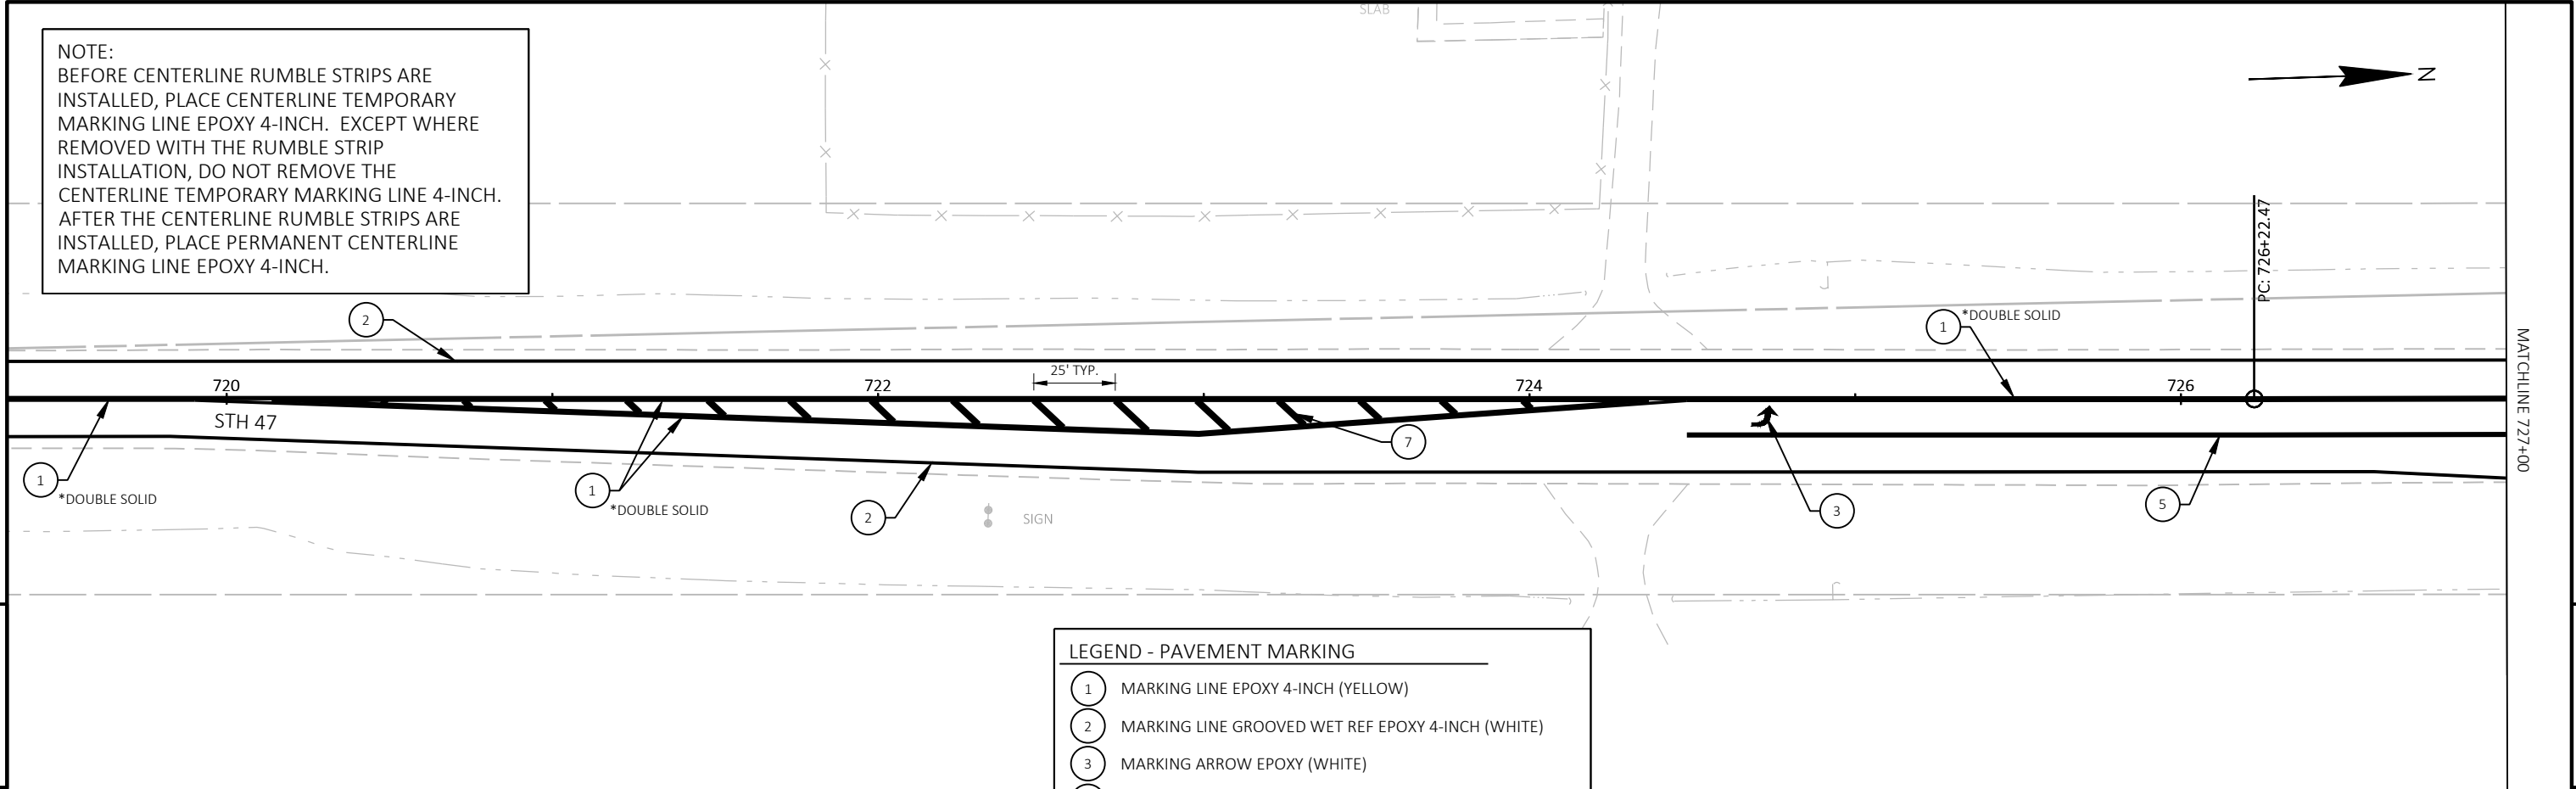 SLAB
NOTE:
BEFORE CENTERLINE RUMBLE STRIPS ARE
INSTALLED, PLACE CENTERLINE TEMPORARY
MARKING LINE EPOXY 4-INCH. EXCEPT WHERE
REMOVED WITH THE RUMBLE STRIP
INSTALLATION, DO NOT REMOVE THE
CENTERLINE TEMPORARY MARKING LINE 4-INCH.
AFTER THE CENTERLINE RUMBLE STRIPS ARE
INSTALLED, PLACE PERMANENT CENTERLINE
MARKING LINE EPOXY 4-INCH.
N
PC: 726+22.47
2
1 *DOUBLE SOLID
25' TYP.
720
722
724
726
STH 47
MATCHLINE 727+00
7
1
*DOUBLE SOLID
1
*DOUBLE SOLID
2
SIGN
3
5
LEGEND - PAVEMENT MARKING
1 MARKING LINE EPOXY 4-INCH (YELLOW)
2 MARKING LINE GROOVED WET REF EPOXY 4-INCH (WHITE)
3 MARKING ARROW EPOXY (WHITE)